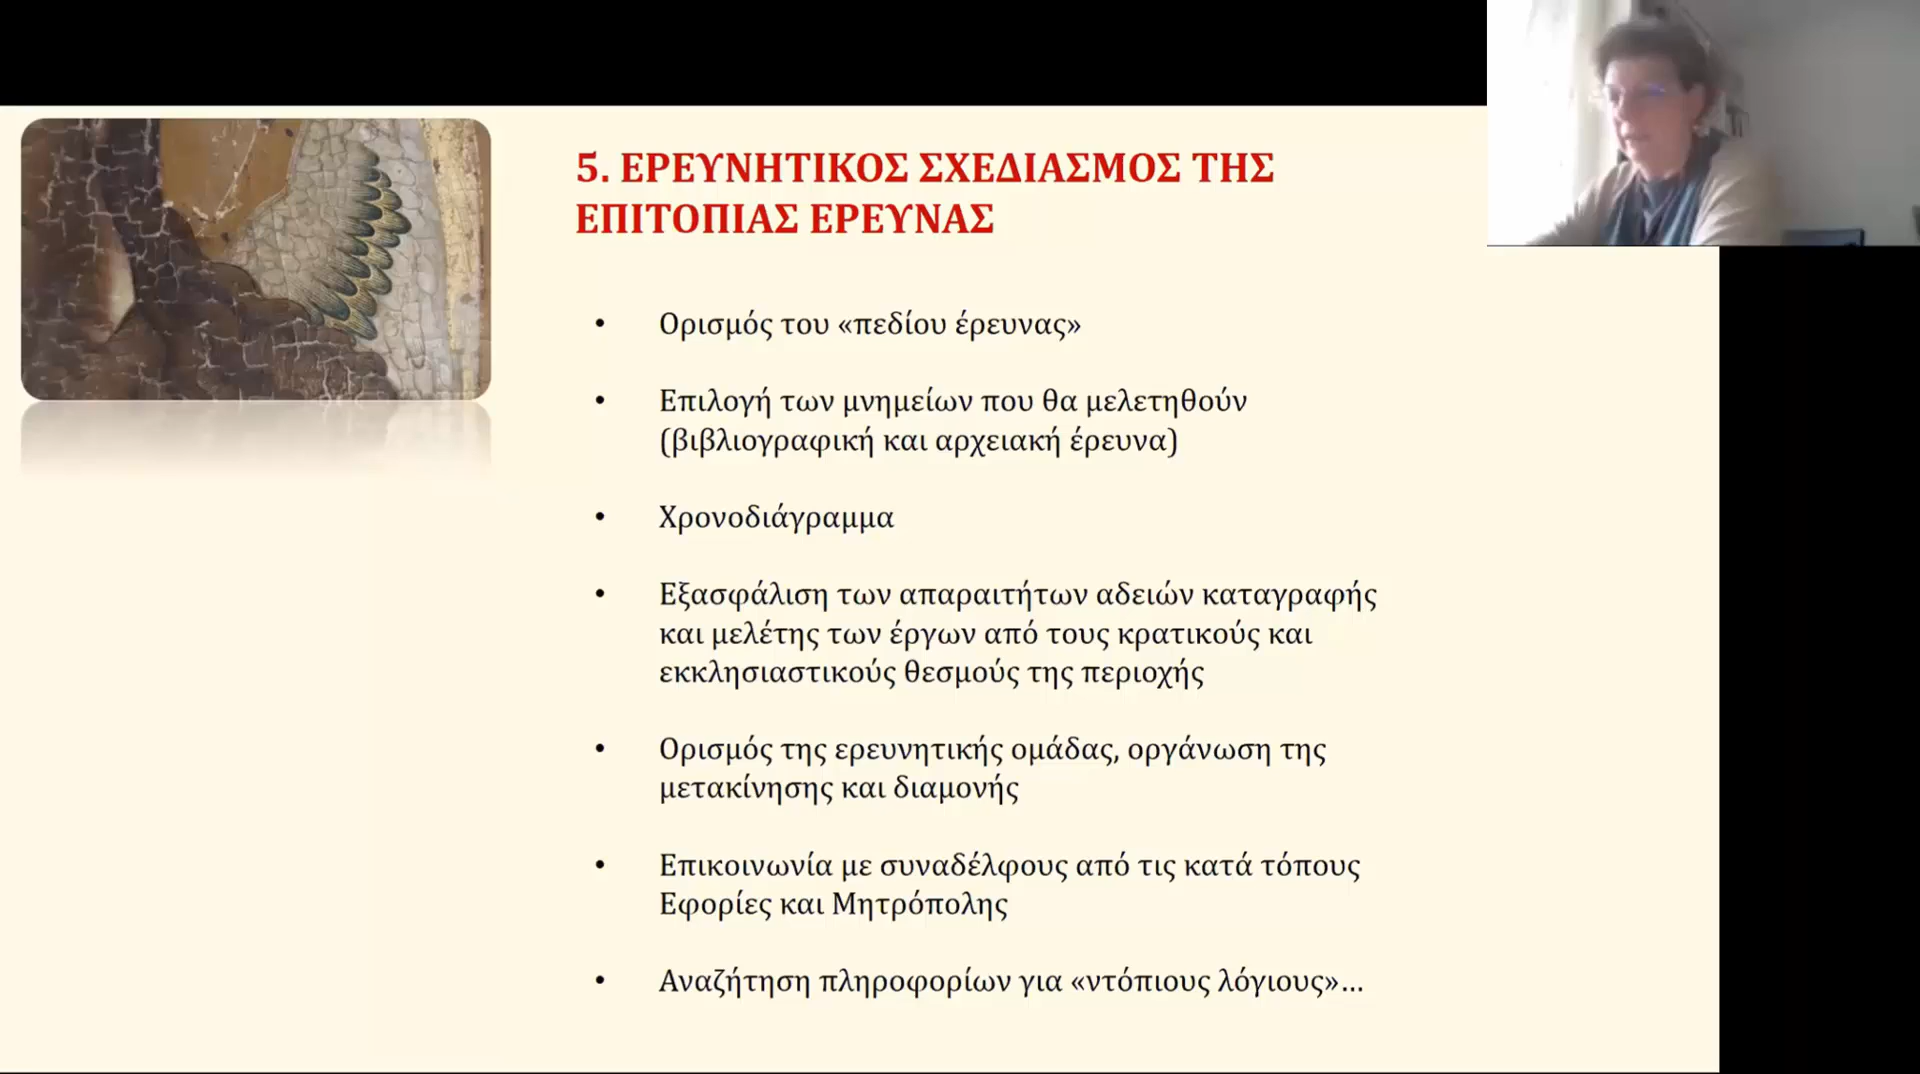 5. ΕΡΕΥΝΗΤΙΚΟΣ ΣΧΕΔΙΑΣΜΟΣ ΤΗΣ
ΕΠΙΤΟΠΙΑΣ ΕΡΕΥΝΑΣ
• Ορισμός του «πεδίου έρευνας»
• Επιλογή των μνημείων που θα μελετηθούν
(βιβλιογραφική και αρχειακή έρευνα)
• Χρονοδιάγραμμα
• Εξασφάλιση των απαραιτήτων αδειών καταγραφής
και μελέτης των έργων από τους κρατικούς και
εκκλησιαστικούς θεσμούς της περιοχής
• Ορισμός της ερευνητικής ομάδας, οργάνωση της
μετακίνησης και διαμονής
• Επικοινωνία με συναδέλφους από τις κατά τόπους
Εφορίες και Μητρόπολης
• Αναζήτηση πληροφορίων για «ντόπιους λόγιους»...